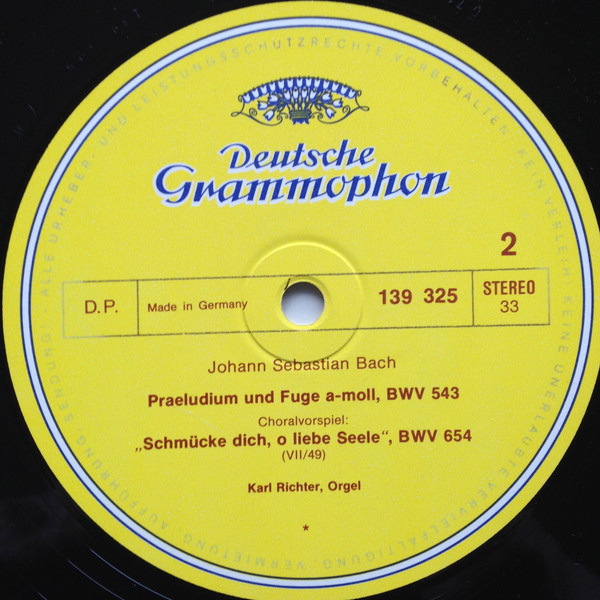 ALLE URHEBER- UND LEISTUNGSSCHUTZRECHTE VORBEHALTEN. KEIN VERLEIH! KEINE UNERLAUBTE VERVIELFÄLTIGUNG, VERMIETUNG, AUFFÜHRUNG, SENDUNG!
Deutsche
Grammophon
2
D.P.
Made in Germany
139 325
STEREO
33
Johann Sebastian Bach
Praeludium und Fuge a-moll, BWV 543
Choralvorspiel:
„Schmücke dich, o liebe Seele“, BWV 654
(VII/49)
Karl Richter, Orgel
*